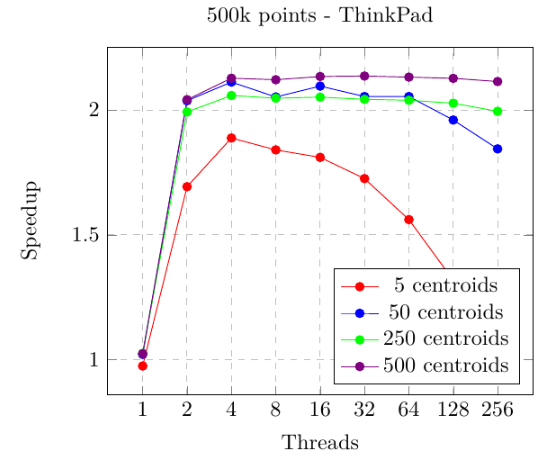 500k points - ThinkPad
Speedup
2
1.5
1
5 centroids
50 centroids
250 centroids
500 centroids
1 2 4 8 16 32 64 128 256
Threads